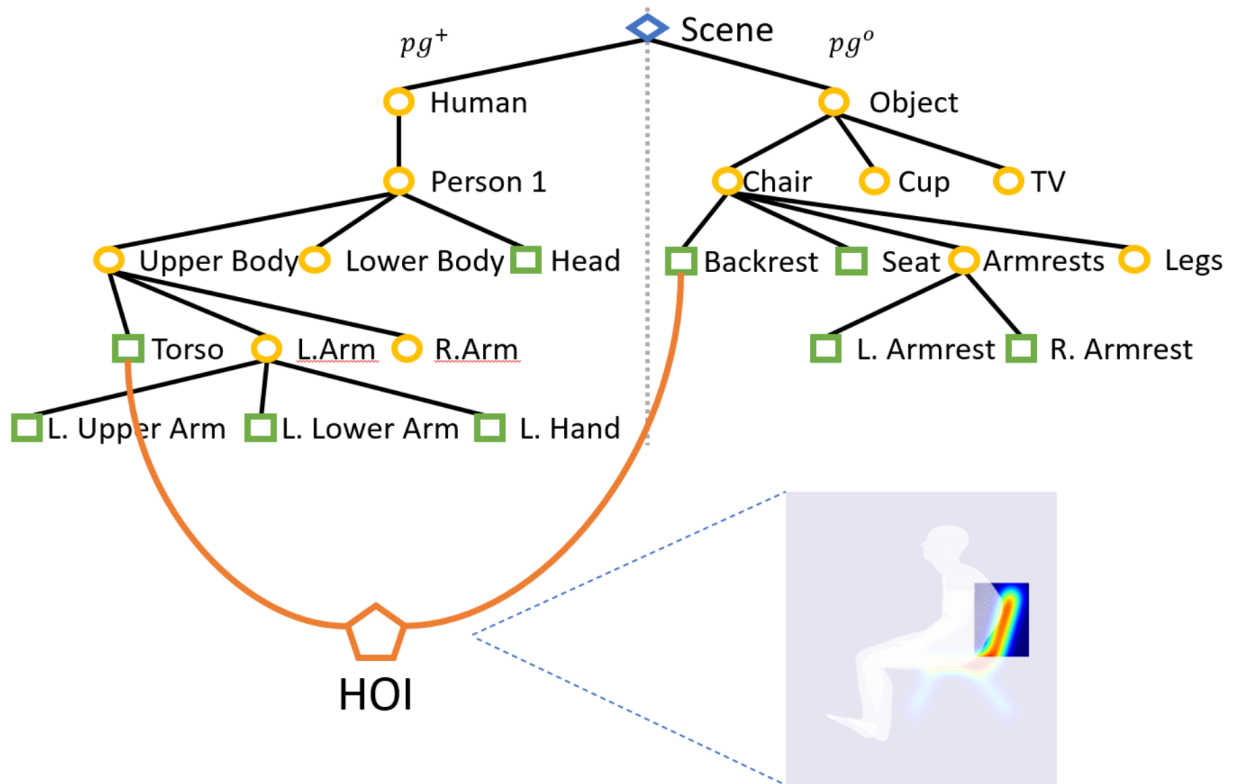 Scene
pg⁺
pgᵒ
Human
Object
Person 1
Chair
Cup
TV
Upper Body
Lower Body
Head
Backrest
Seat
Armrests
Legs
Torso
L.Arm
R.Arm
L. Armrest
R. Armrest
L. Upper Arm
L. Lower Arm
L. Hand
HOI